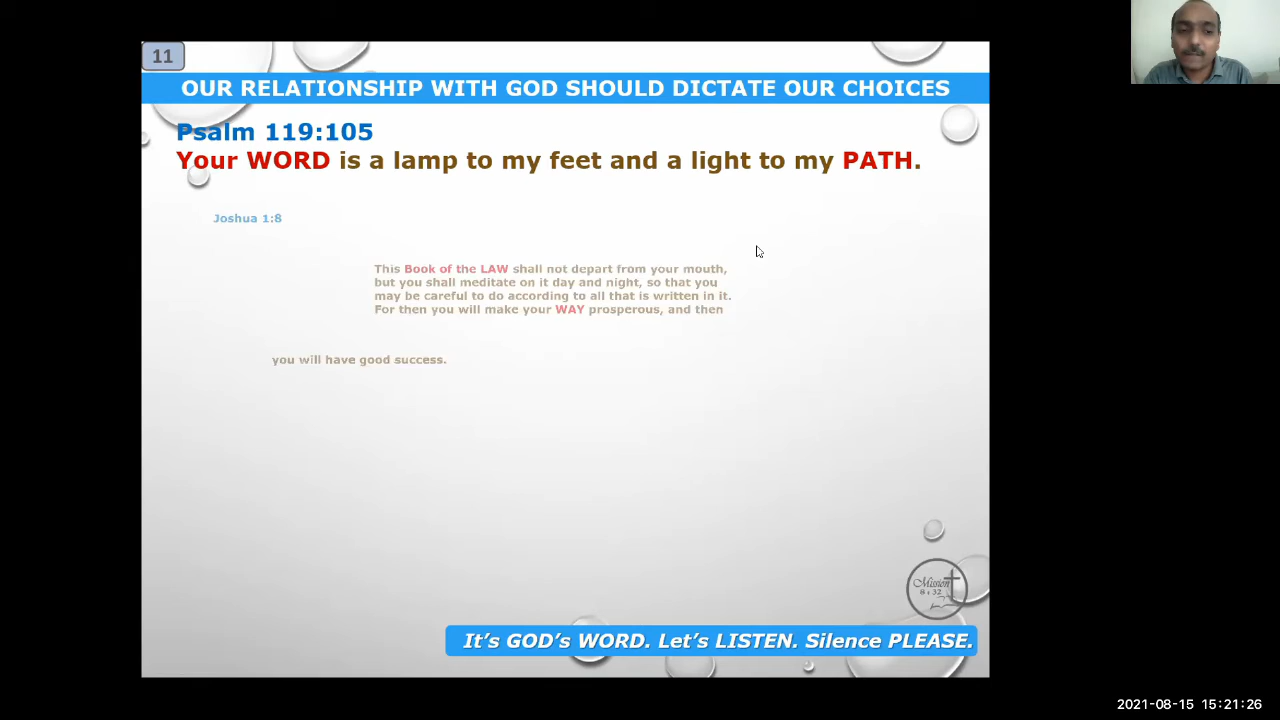 11
OUR RELATIONSHIP WITH GOD SHOULD DICTATE OUR CHOICES
Psalm 119:105
Your WORD is a lamp to my feet and a light to my PATH.
Joshua 1:8
This Book of the LAW shall not depart from your mouth,
but you shall meditate on it day and night, so that you
may be careful to do according to all that is written in it.
For then you will make your WAY prosperous, and then
you will have good success.
Mission
8:32
It's GOD's WORD. Let's LISTEN. Silence PLEASE.
2021-08-15 15:21:26